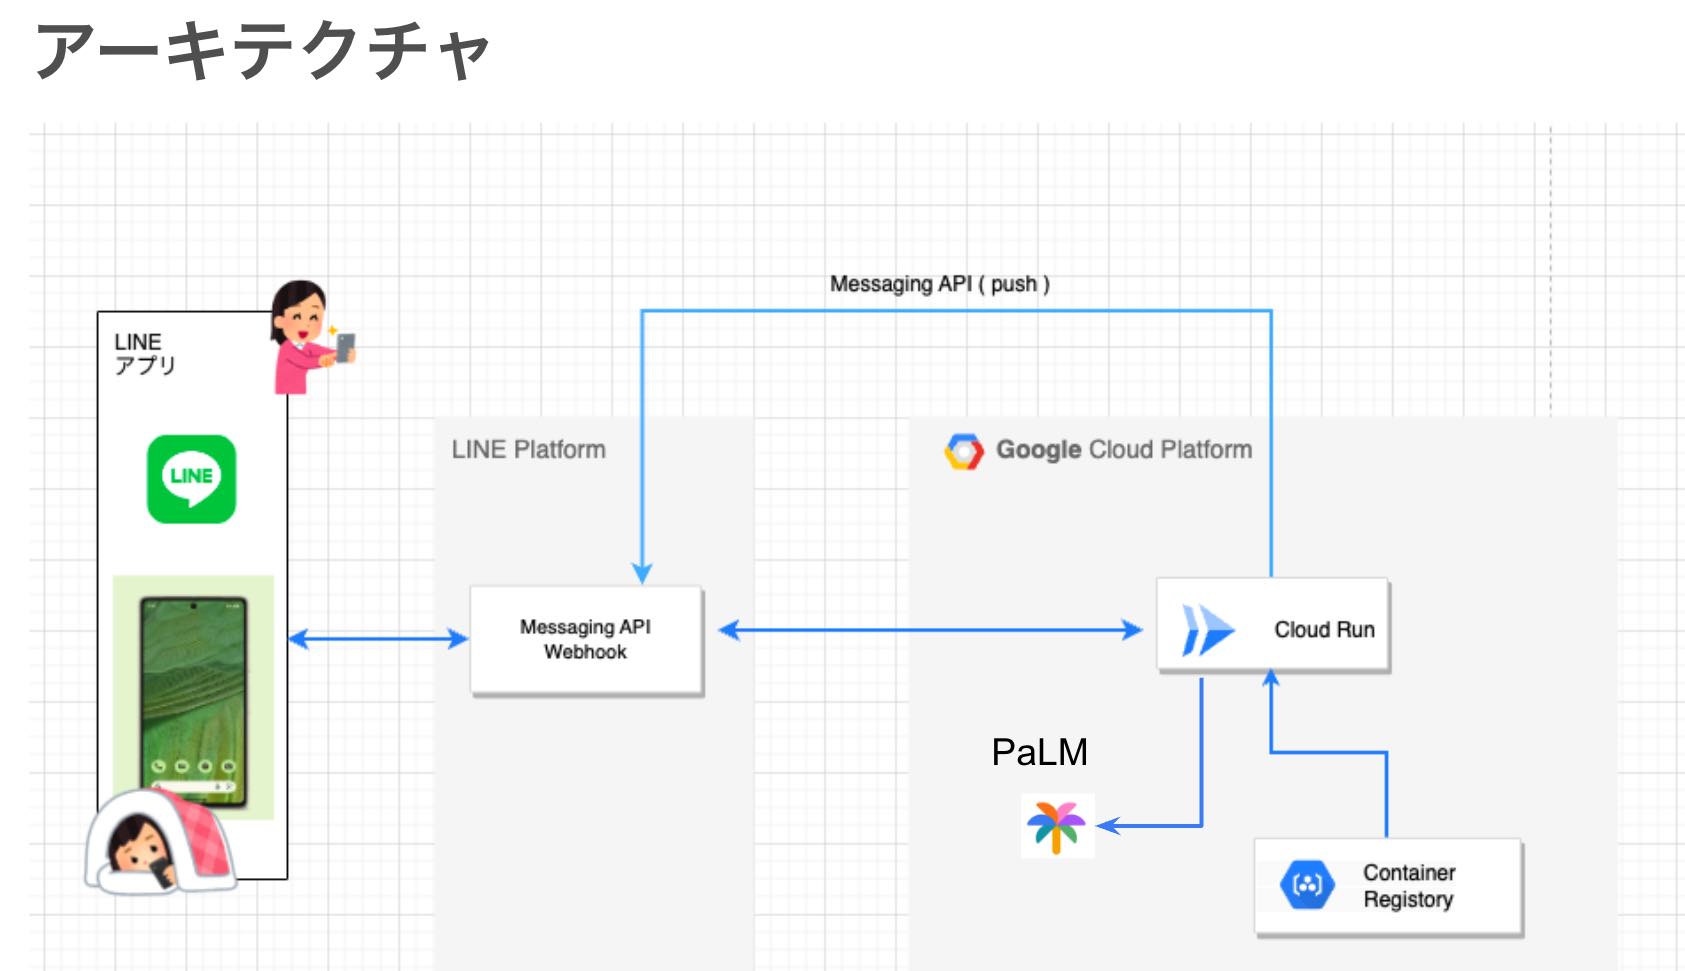 アーキテクチャ
Messaging API ( push )
LINE
アプリ
LINE
LINE Platform
Google Cloud Platform
Messaging API
Webhook
Cloud Run
PaLM
Container
Registory